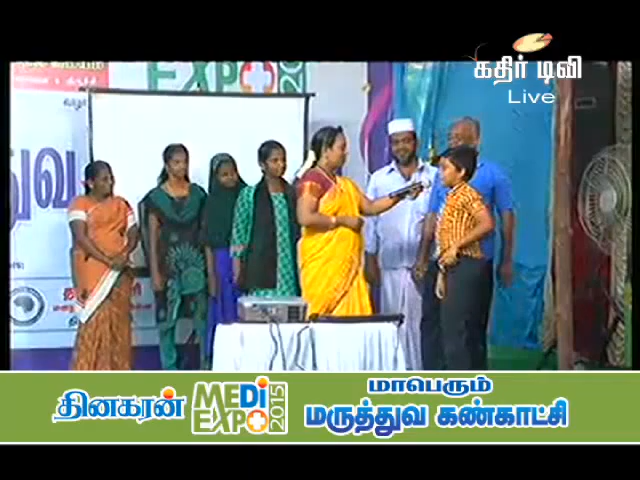 கதிர் டிவி
Live
EXPO
துவ
தினகரன்
MEDi
EXPO
2015
மாபெரும்
மருத்துவ கண்காட்சி